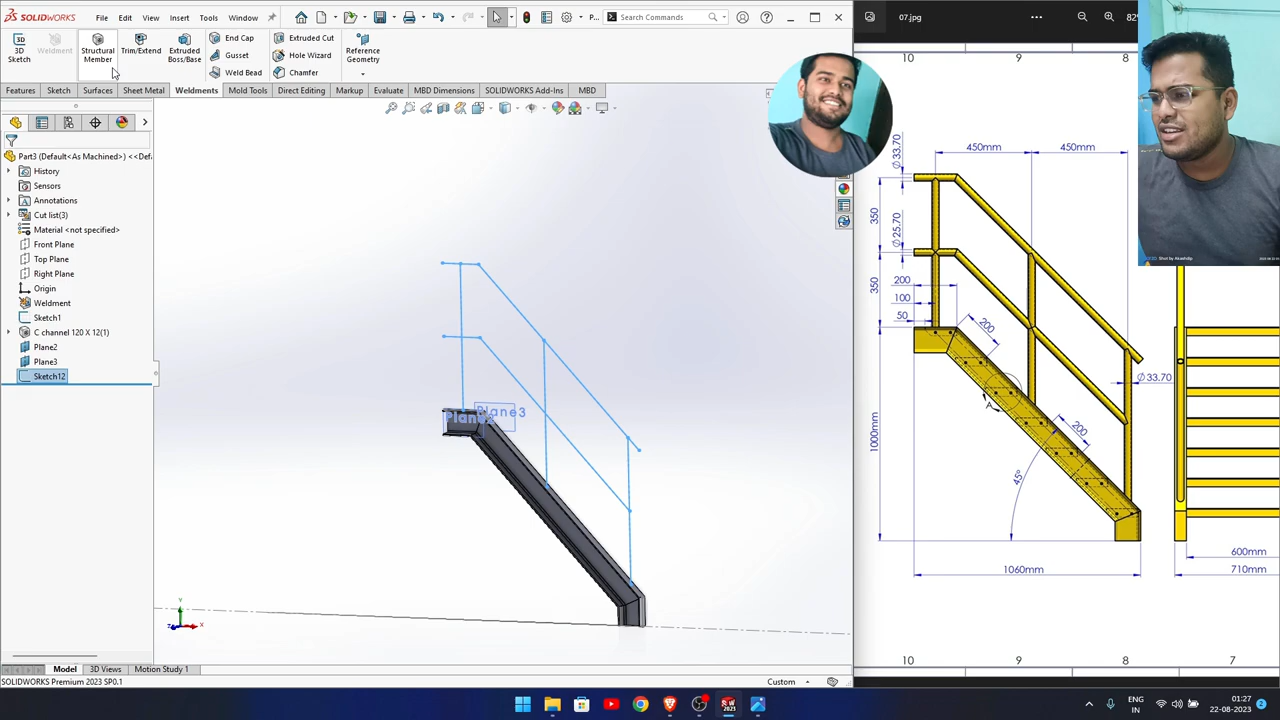 SOLIDWORKS
File Edit View Insert Tools Window
P...
Search Commands
07.jpg
82%
3D Sketch
Weldment
Structural Member
Trim/Extend
Extruded Boss/Base
End Cap
Gusset
Weld Bead
Extruded Cut
Hole Wizard
Chamfer
Reference Geometry
Features Sketch Surfaces Sheet Metal Weldments Mold Tools Direct Editing Markup Evaluate MBD Dimensions SOLIDWORKS Add-Ins MBD
Part3 (Default<As Machined>) <<Def
History
Sensors
Annotations
Cut list(3)
Material <not specified>
Front Plane
Top Plane
Right Plane
Origin
Weldment
Sketch1
C channel 120 X 12(1)
Plane2
Plane3
Sketch12
Plane3
Y
X
Z
10 9 8
Ø33.70
450mm 450mm
350
Ø25.70
350
200
100
50
200
A
Ø33.70
200
45°
1000mm
1060mm
600mm
710mm
10 9 8 7
Shot by Akashdip
Model 3D Views Motion Study 1
SOLIDWORKS Premium 2023 SP0.1
Custom
ENG
IN
01:27
22-08-2023